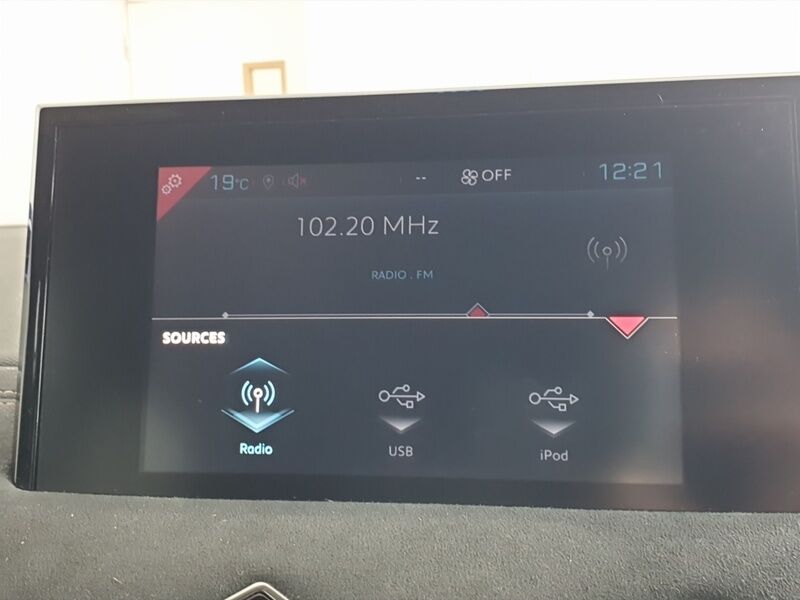 19°C -- OFF 12:21
102.20 MHz
RADIO . FM
SOURCES
Radio USB iPod